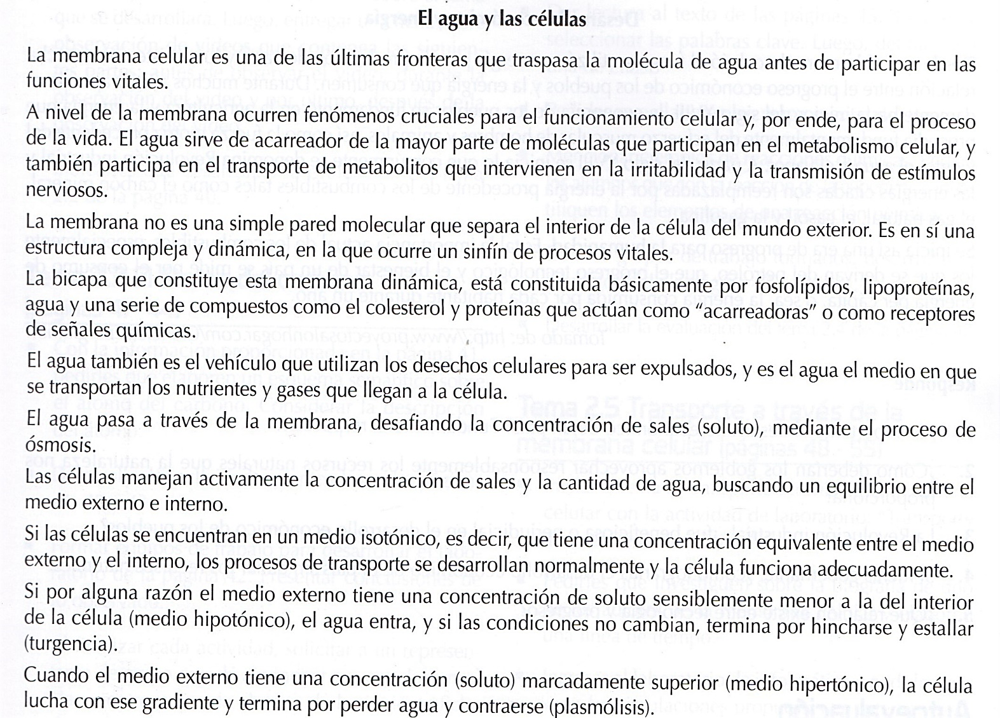 El agua y las células
La membrana celular es una de las últimas fronteras que traspasa la molécula de agua antes de participar en las
funciones vitales.
A nivel de la membrana ocurren fenómenos cruciales para el funcionamiento celular y, por ende, para el proceso
de la vida. El agua sirve de acarreador de la mayor parte de moléculas que participan en el metabolismo celular, y
también participa en el transporte de metabolitos que intervienen en la irritabilidad y la transmisión de estímulos
nerviosos.
La membrana no es una simple pared molecular que separa el interior de la célula del mundo exterior. Es en sí una
estructura compleja y dinámica, en la que ocurre un sinfín de procesos vitales.
La bicapa que constituye esta membrana dinámica, está constituida básicamente por fosfolípidos, lipoproteínas,
agua y una serie de compuestos como el colesterol y proteínas que actúan como “acarreadoras” o como receptores
de señales químicas.
El agua también es el vehículo que utilizan los desechos celulares para ser expulsados, y es el agua el medio en que
se transportan los nutrientes y gases que llegan a la célula.
El agua pasa a través de la membrana, desafiando la concentración de sales (soluto), mediante el proceso de
ósmosis.
Las células manejan activamente la concentración de sales y la cantidad de agua, buscando un equilibrio entre el
medio externo e interno.
Si las células se encuentran en un medio isotónico, es decir, que tiene una concentración equivalente entre el medio
externo y el interno, los procesos de transporte se desarrollan normalmente y la célula funciona adecuadamente.
Si por alguna razón el medio externo tiene una concentración de soluto sensiblemente menor a la del interior
de la célula (medio hipotónico), el agua entra, y si las condiciones no cambian, termina por hincharse y estallar
(turgencia).
Cuando el medio externo tiene una concentración (soluto) marcadamente superior (medio hipertónico), la célula
lucha con ese gradiente y termina por perder agua y contraerse (plasmólisis).